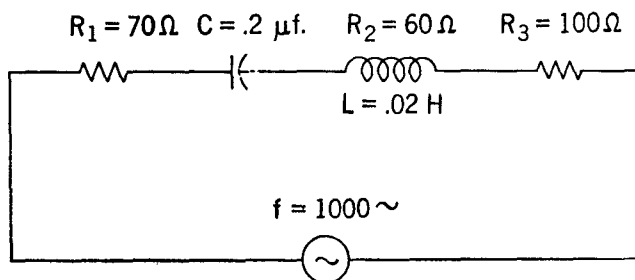 R₁ = 70Ω C = .2 μf. R₂ = 60Ω R₃ = 100Ω
L = .02 H
f = 1000 ~
~